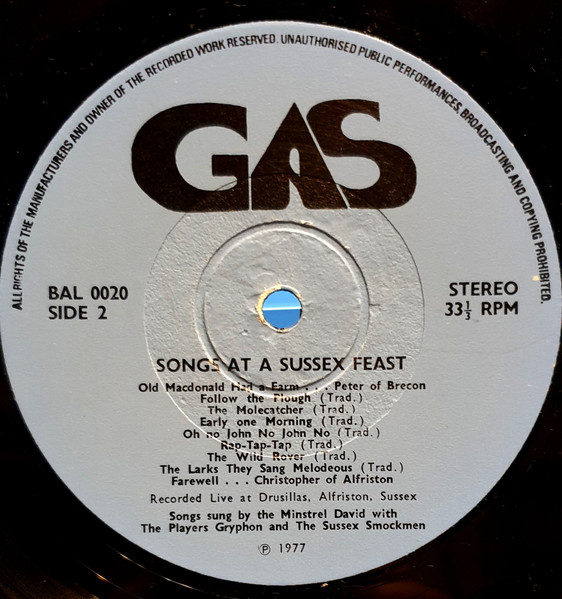 ALL RIGHTS OF THE MANUFACTURERS AND OWNER OF THE RECORDED WORK RESERVED. UNAUTHORISED PUBLIC PERFORMANCES, BROADCASTING AND COPYING PROHIBITED.
GAS
BAL 0020
SIDE 2
STEREO
33⅓ RPM
SONGS AT A SUSSEX FEAST
Old Macdonald Had a Farm . . . Peter of Brecon
Follow the Plough (Trad.)
The Molecatcher (Trad.)
Early one Morning (Trad.)
Oh no John No John No (Trad.)
Rap-Tap-Tap (Trad.)
The Wild Rover (Trad.)
The Larks They Sang Melodeous (Trad.)
Farewell . . . Christopher of Alfriston
Recorded Live at Drusillas, Alfriston, Sussex
Songs sung by the Minstrel David with
The Players Gryphon and The Sussex Smockmen
℗ 1977